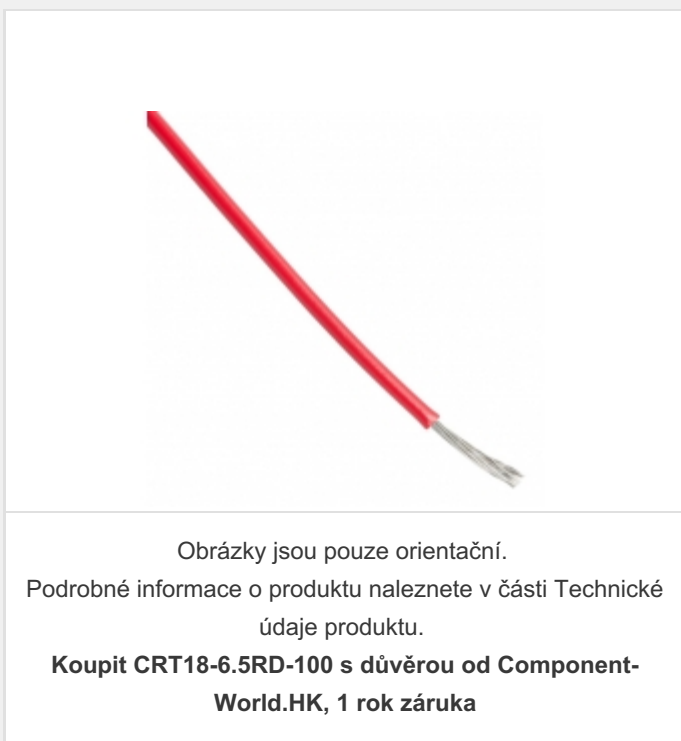 Obrázky jsou pouze orientační.
Podrobné informace o produktu naleznete v části Technické
údaje produktu.
Koupit CRT18-6.5RD-100 s důvěrou od Component-
World.HK, 1 rok záruka